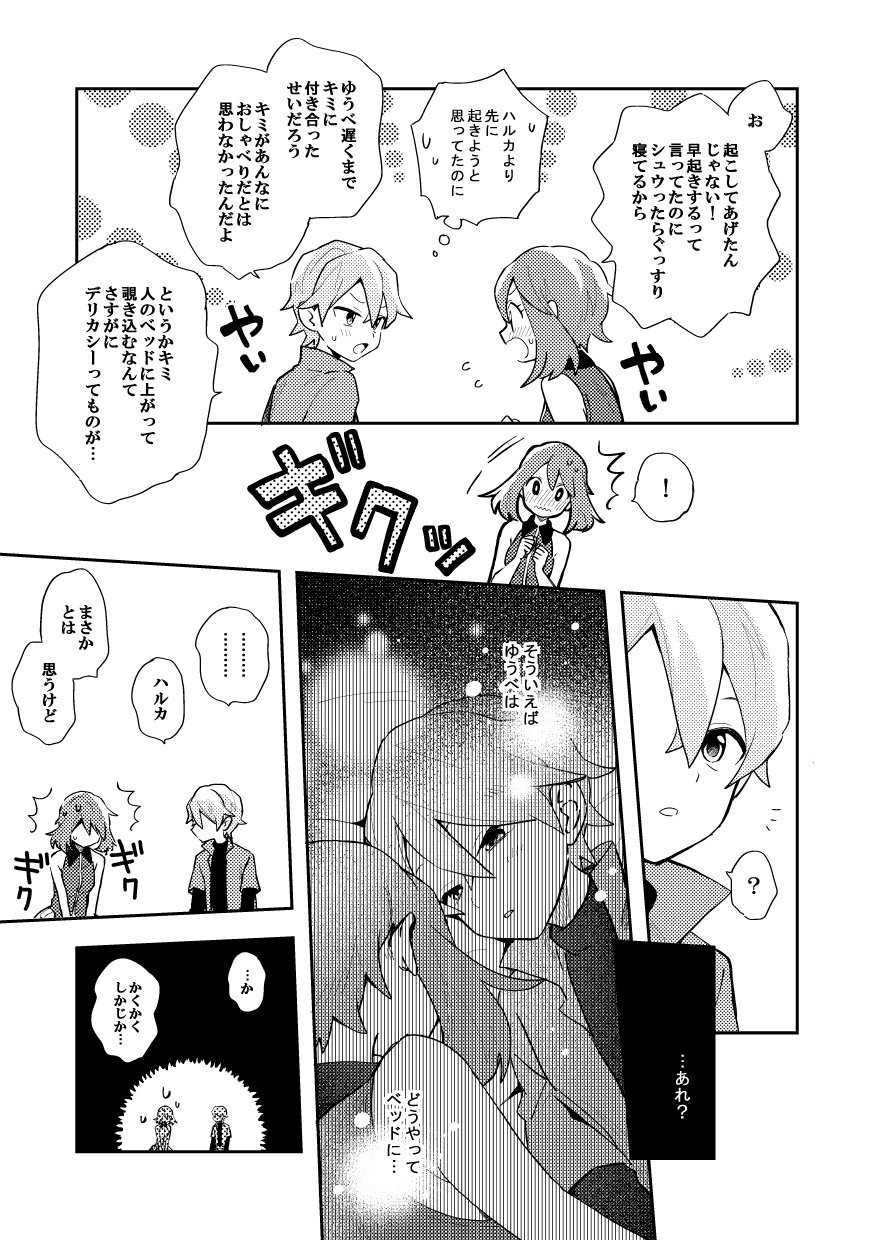 お
起こしてあげたん
じゃない！
早起きするって
言ってたのに
シュウったらぐっすり
寝てるから
ハルカより
先に
起きようと
思ってたのに
ゆうべ遅くまで
キミに
付き合った
せいだろう
キミがあんなに
おしゃべりだとは
思わなかったんだよ
やい
やい
というかキミ
人のベッドに上がって
覗き込むなんて
さすがに
デリカシーってものが…
！
ギクッ
？
そういえば
ゆうべは
…あれ？
どうやって
ベッドに…
………
ハルカ
まさか
とは
思うけど
ギク
ギク
…か
かくかく
しかじか…